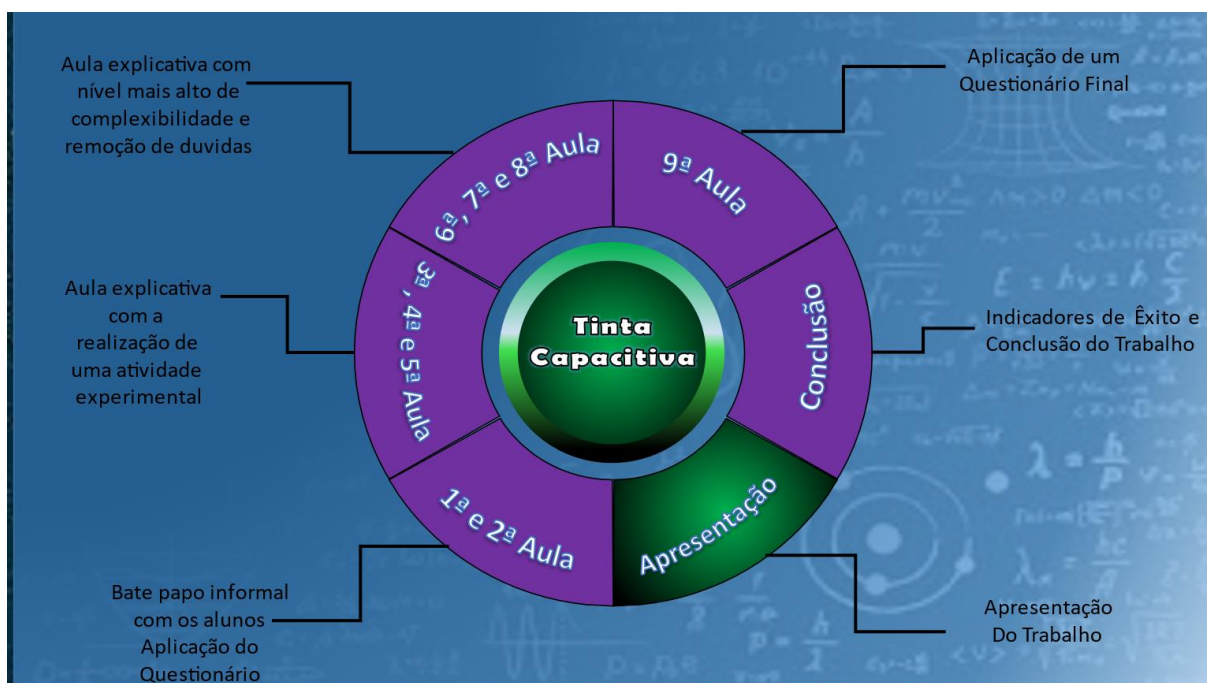 Aula explicativa com
nível mais alto de
complexibilidade e
remoção de duvidas
Aplicação de um
Questionário Final
6ª, 7ª e 8ª Aula
9ª Aula
Aula explicativa
com a
realização de
uma atividade
experimental
3ª, 4ª e 5ª Aula
Tinta
Capacitiva
Conclusão
Indicadores de Êxito e
Conclusão do Trabalho
1ª e 2ª Aula
Apresentação
Bate papo informal
com os alunos
Aplicação do
Questionário
Apresentação
Do Trabalho